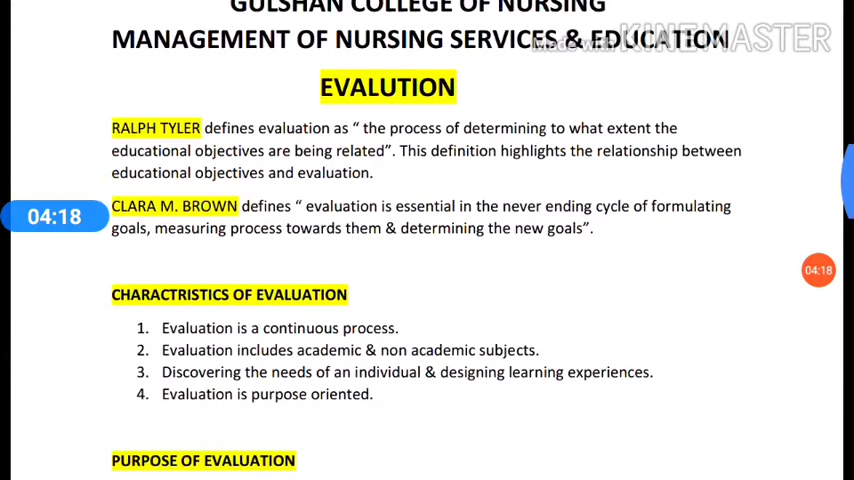 GULSHAN COLLEGE OF NURSING
MANAGEMENT OF NURSING SERVICES & EDUCATION
Made with KINEMASTER
EVALUTION
RALPH TYLER defines evaluation as “ the process of determining to what extent the
educational objectives are being related”. This definition highlights the relationship between
educational objectives and evaluation.
CLARA M. BROWN defines “ evaluation is essential in the never ending cycle of formulating
04:18
goals, measuring process towards them & determining the new goals”.
04:18
CHARACTRISTICS OF EVALUATION
1. Evaluation is a continuous process.
2. Evaluation includes academic & non academic subjects.
3. Discovering the needs of an individual & designing learning experiences.
4. Evaluation is purpose oriented.
PURPOSE OF EVALUATION